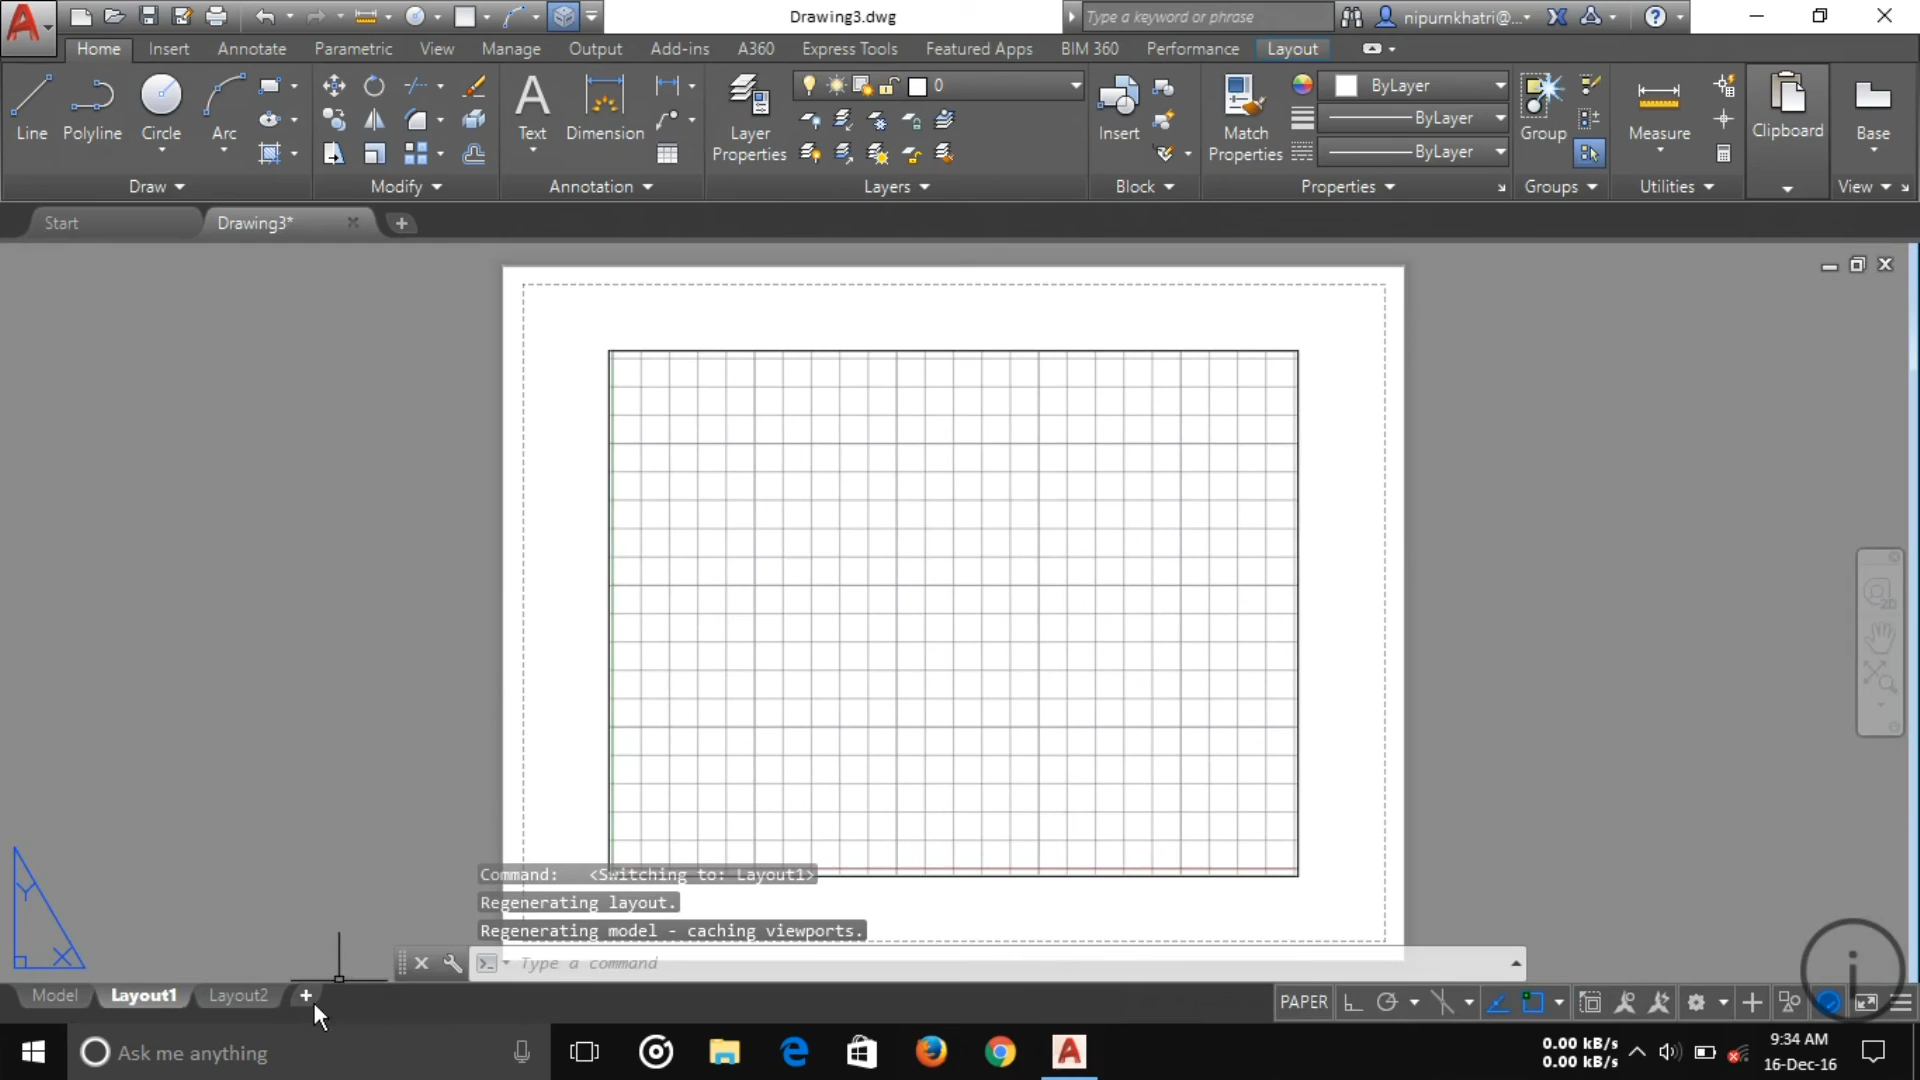 Drawing3.dwg
Type a keyword or phrase
nipurnkhatri@...
Home
Insert
Annotate
Parametric
View
Manage
Output
Add-ins
A360
Express Tools
Featured Apps
BIM 360
Performance
Layout
Line
Polyline
Circle
Arc
Text
Dimension
Layer
Properties
0
Insert
Match
Properties
ByLayer
ByLayer
ByLayer
Group
Measure
Clipboard
Base
Draw
Modify
Annotation
Layers
Block
Properties
Groups
Utilities
View
Start
Drawing3*
2D
Y
X
Command:   <Switching to: Layout1>
Regenerating layout.
Regenerating model - caching viewports.
Type a command
Model
Layout1
Layout2
PAPER
i
Ask me anything
0.00 kB/s
0.00 kB/s
9:34 AM
16-Dec-16